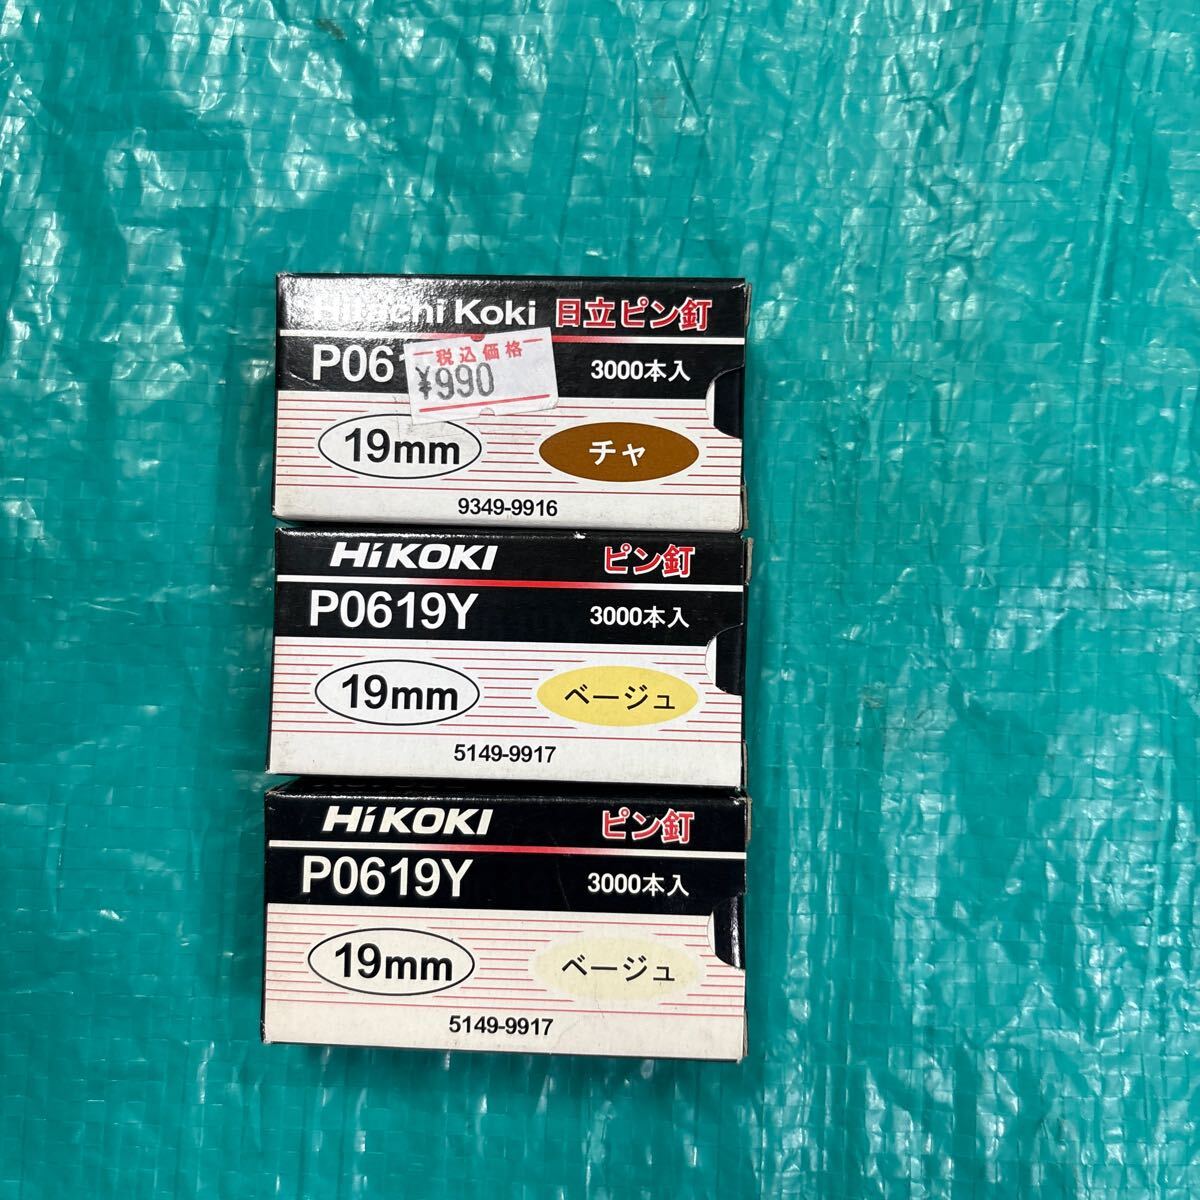 Koki 日立ピン釘
P061
税込価格
¥990
3000本入
19mm
チャ
9349-9916
HiKOKI ピン釘
P0619Y 3000本入
19mm ベージュ
5149-9917
HiKOKI ピン釘
P0619Y 3000本入
19mm ベージュ
5149-9917